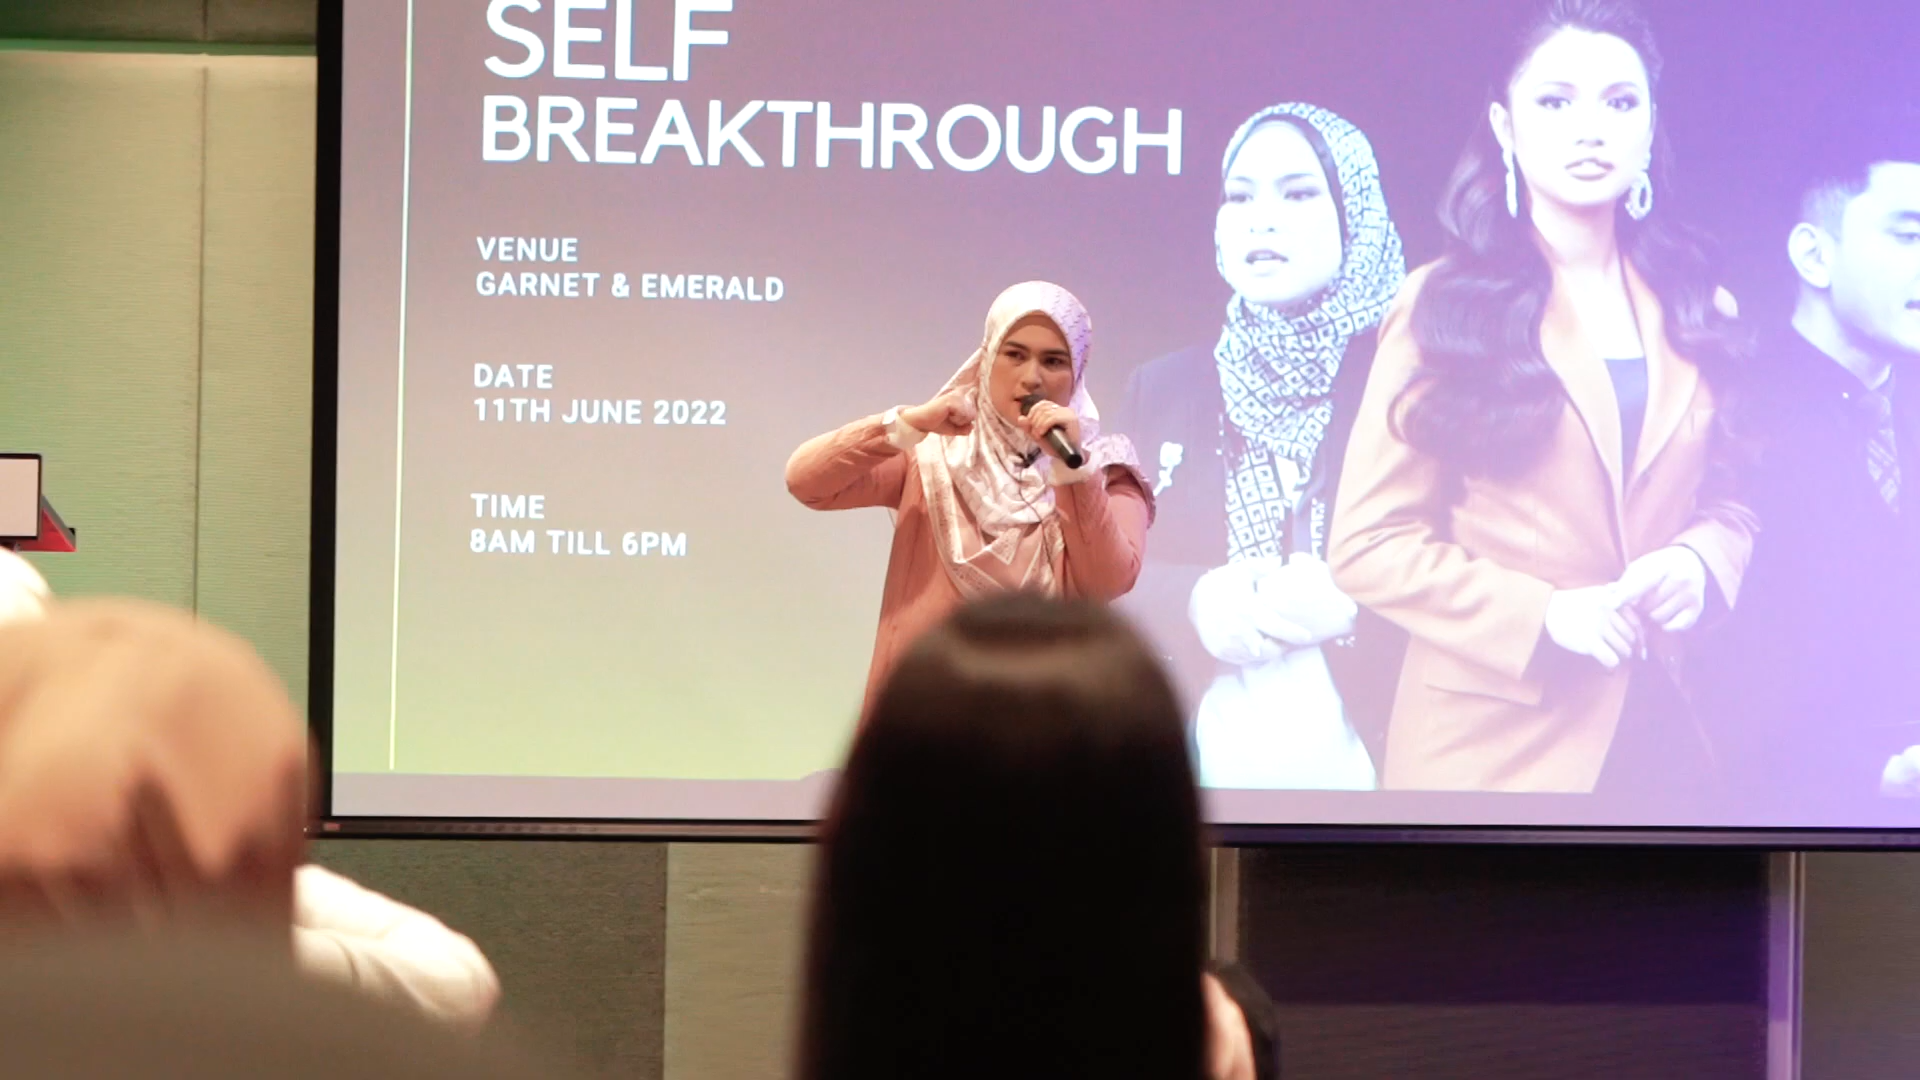 SELF
BREAKTHROUGH
VENUE
GARNET & EMERALD
DATE
11TH JUNE 2022
TIME
8AM TILL 6PM